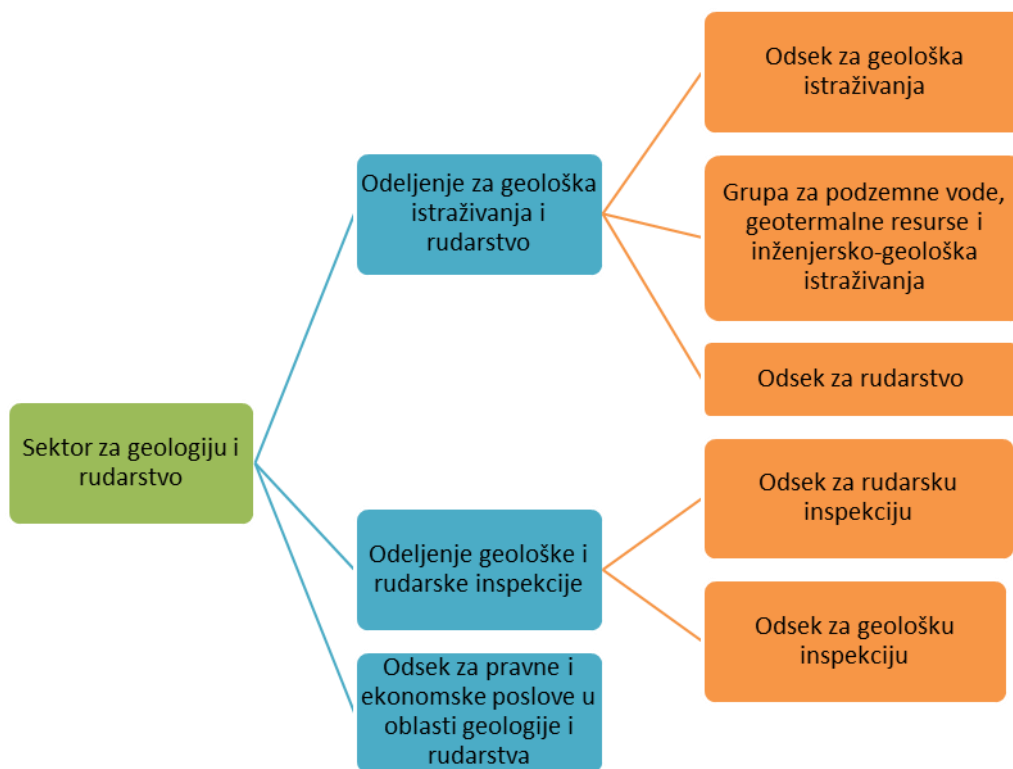 Sektor za geologiju i
rudarstvo
Odeljenje za geološka
istraživanja i
rudarstvo
Odsek za geološka
istraživanja
Grupa za podzemne vode,
geotermalne resurse i
inženjersko-geološka
istraživanja
Odsek za rudarstvo
Odeljenje geološke i
rudarske inspekcije
Odsek za rudarsku
inspekciju
Odsek za geološku
inspekciju
Odsek za pravne i
ekonomske poslove u
oblasti geologije i
rudarstva